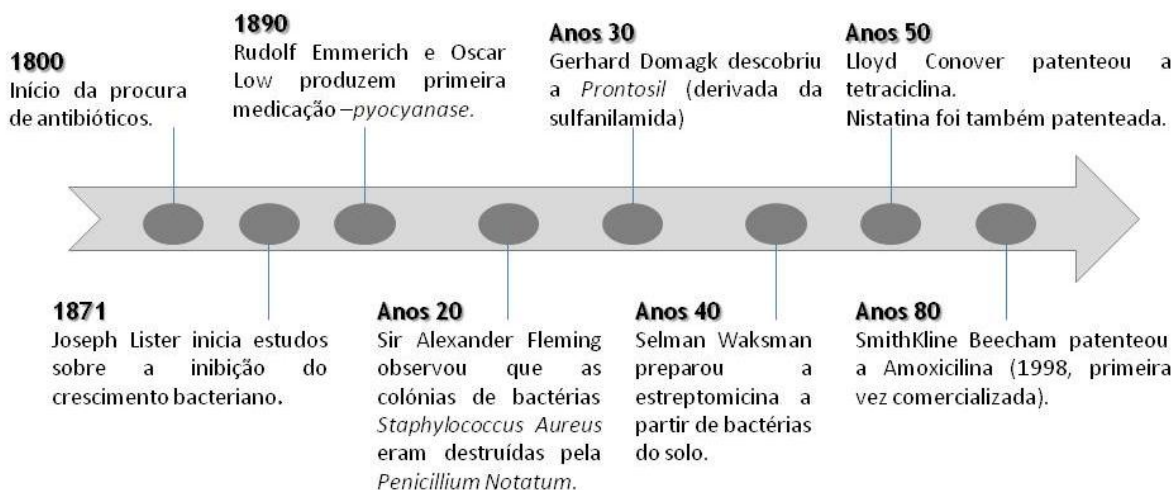 1800
Início da procura
de antibióticos.
1890
Rudolf Emmerich e Oscar
Low produzem primeira
medicação –pyocyanase.
Anos 30
Gerhard Domagk descobriu
a Prontosil (derivada da
sulfanilamida)
Anos 50
Lloyd Conover patenteou a
tetraciclina.
Nistatina foi também patenteada.
1871
Joseph Lister inicia estudos
sobre a inibição do
crescimento bacteriano.
Anos 20
Sir Alexander Fleming
observou que as
colónias de bactérias
Staphylococcus Aureus
eram destruídas pela
Penicillium Notatum.
Anos 40
Selman Waksman
preparou a
estreptomicina a
partir de bactérias
do solo.
Anos 80
SmithKline Beecham patenteou
a Amoxicilina (1998, primeira
vez comercializada).